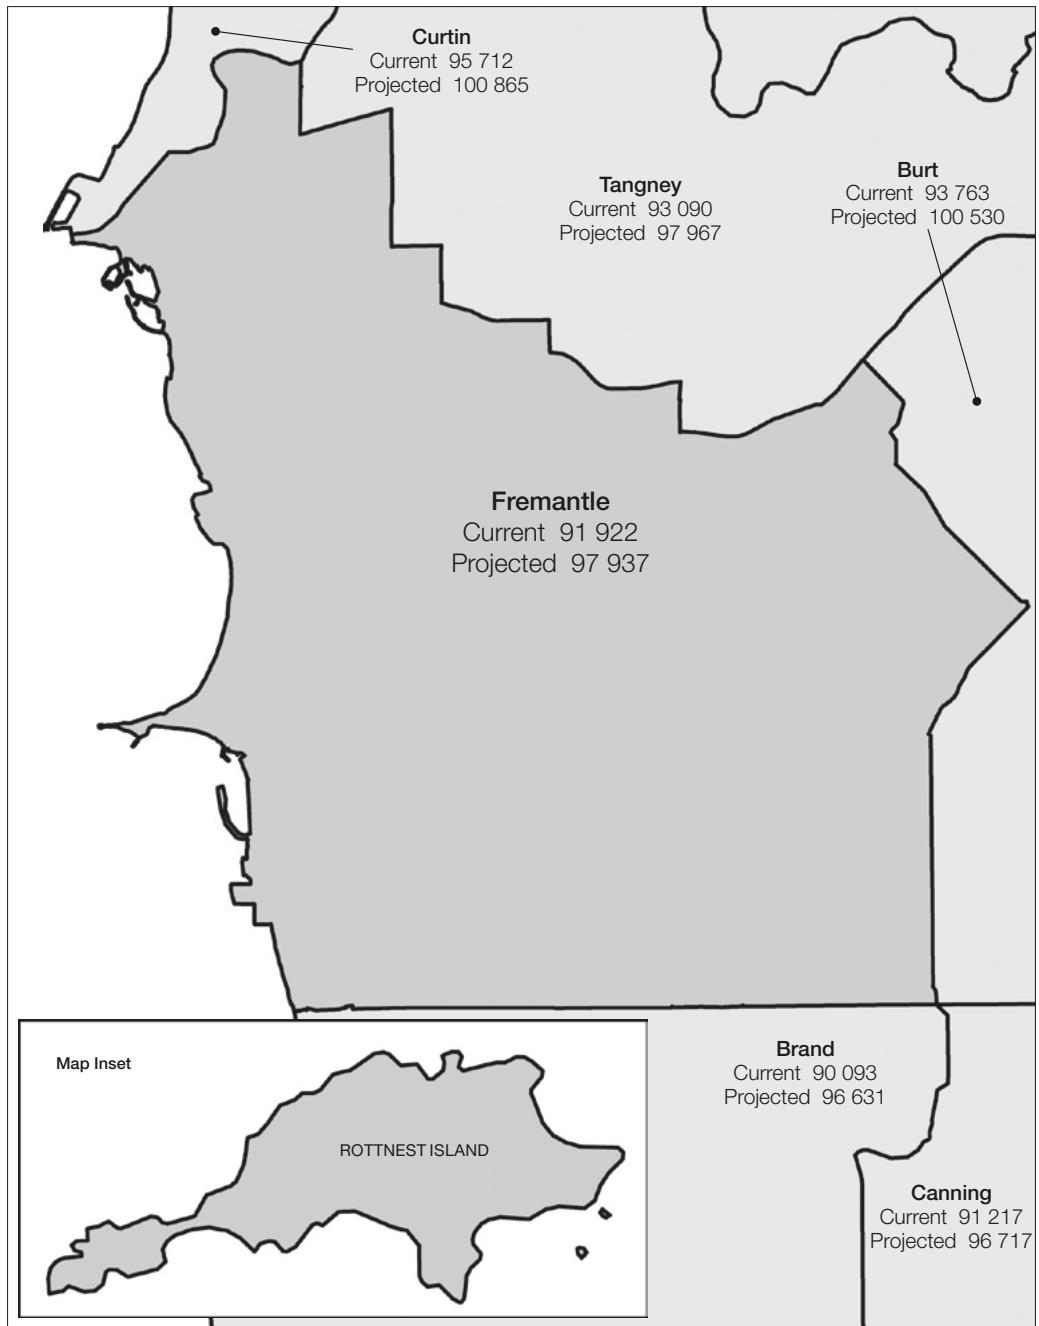 Curtin
Current 95 712
Projected 100 865
Tangney
Current 93 090
Projected 97 967
Burt
Current 93 763
Projected 100 530
Fremantle
Current 91 922
Projected 97 937
Brand
Current 90 093
Projected 96 631
Canning
Current 91 217
Projected 96 717
Map Inset
ROTTNEST ISLAND